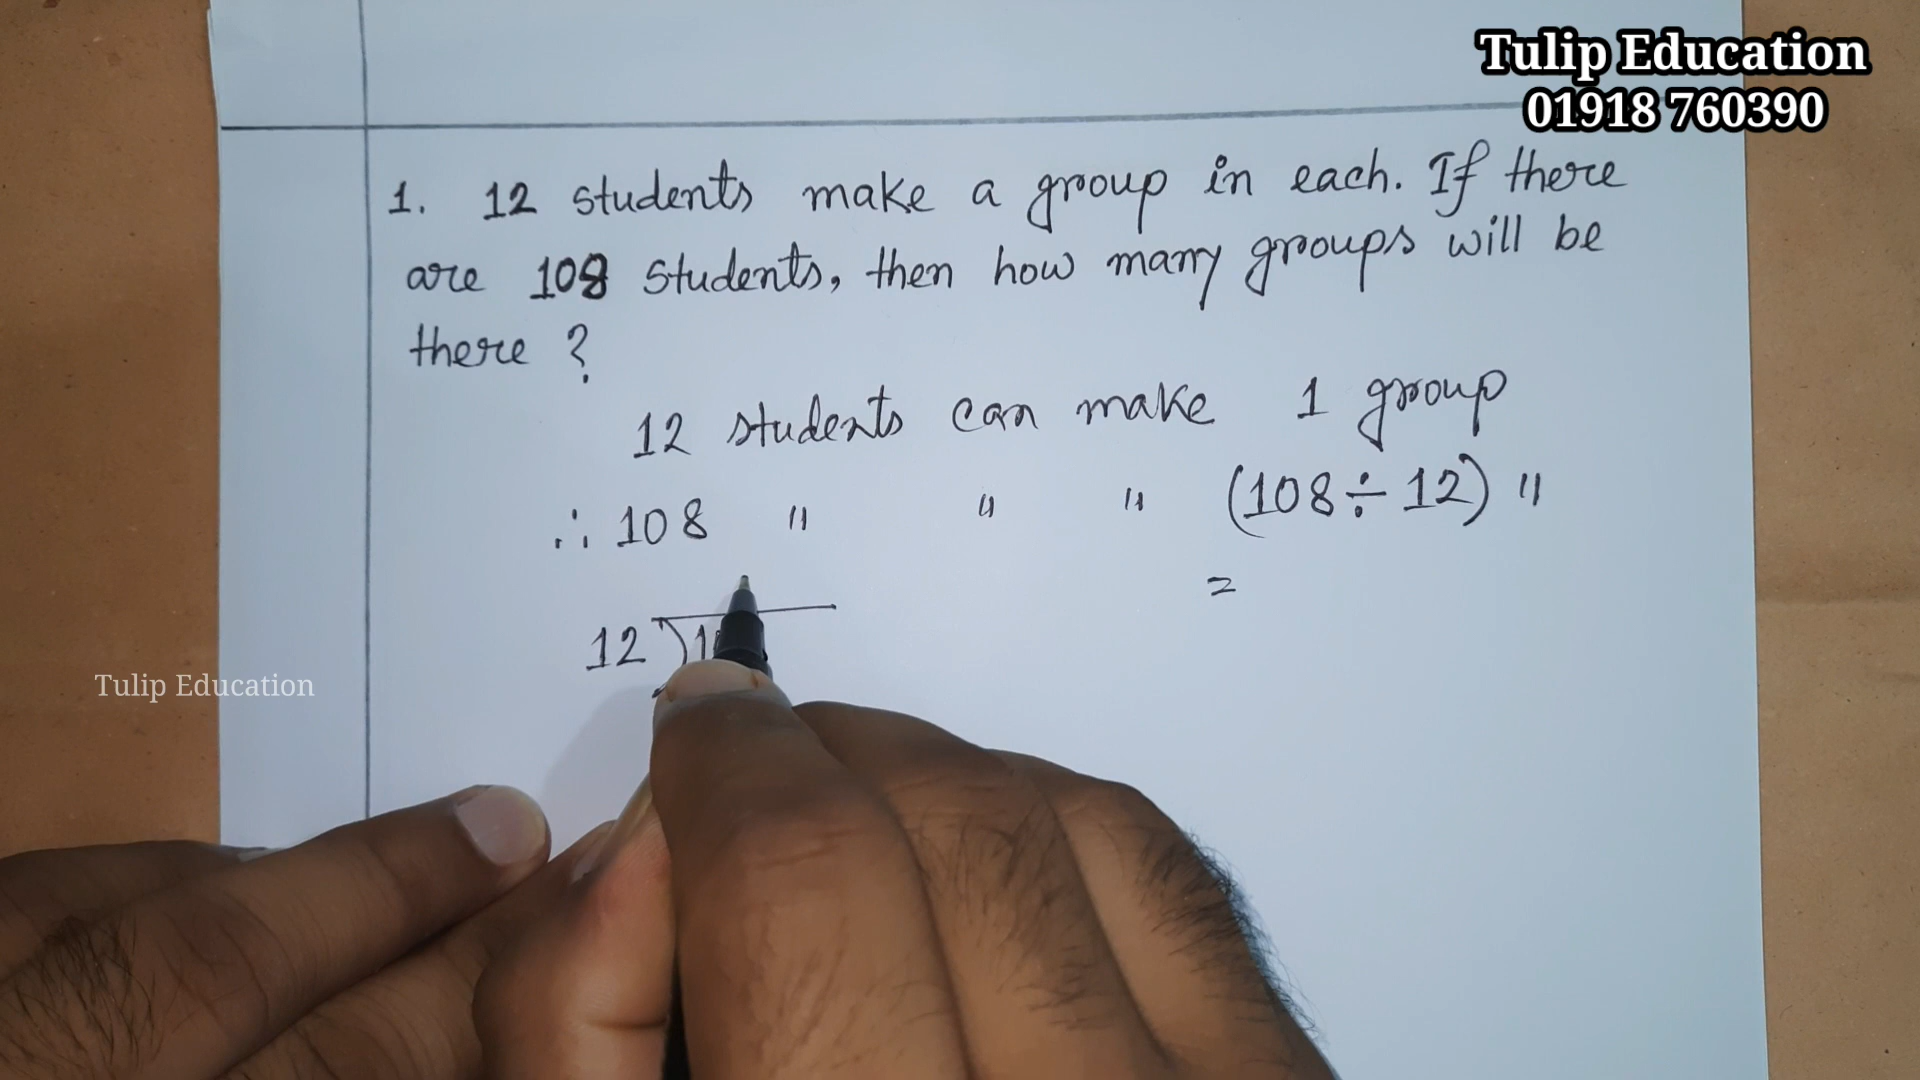 Tulip Education
01918 760390
1. 12 students make a group in each. If there
are 108 students, then how many groups will be
there ?
12 students can make 1 group
∴ 108 " " " (108 ÷ 12) "
=
12 ) 1
Tulip Education